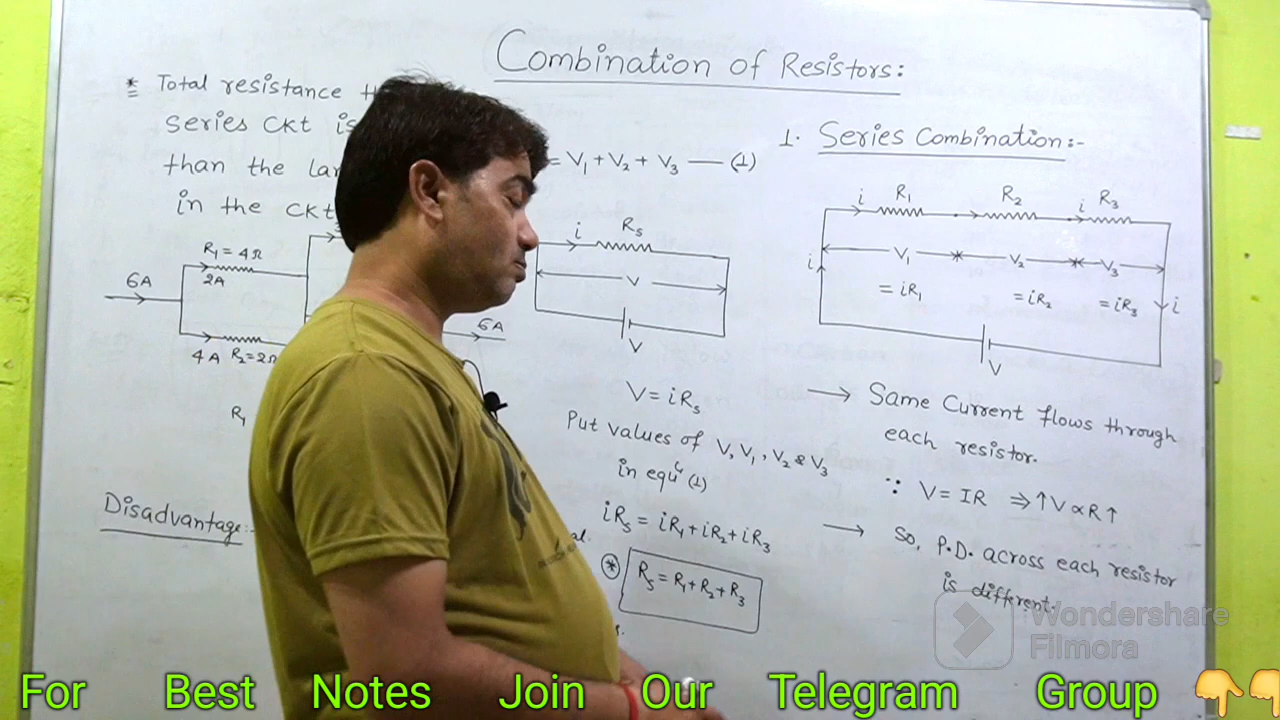 Combination of Resistors:
* Total resistance
series ckt is
than the
in the ckt
R₁ = 4Ω
2A
6A
4A R₂=2Ω
6A
R₁
Disadvantage:-
= V₁ + V₂ + V₃ — (1)
i Rₛ
V
V
V = iRₛ
Put values of V, V₁, V₂ & V₃
in equⁿ (1)
iRₛ = iR₁ + iR₂ + iR₃
* Rₛ = R₁ + R₂ + R₃
1. Series Combination:-
i R₁ R₂ i R₃
i V₁ V₂ V₃
= iR₁ = iR₂ = iR₃ i
V
→ Same Current flows through
each resistor.
∵ V = IR ⇒ ↑V ∝ R↑
→ So, P.D. across each resistor
is different.
Wondershare
Filmora
For Best Notes Join Our Telegram Group 👇👇